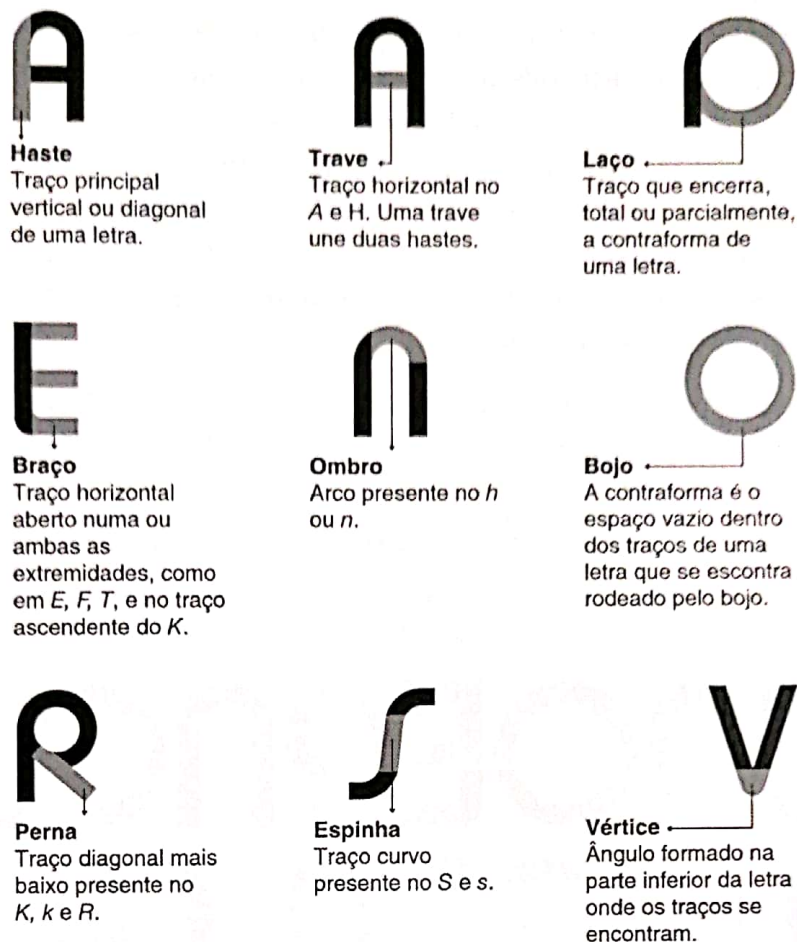 A
A
P
Haste
Traço principal
vertical ou diagonal
de uma letra.
Trave
Traço horizontal no
A e H. Uma trave
une duas hastes.
Laço
Traço que encerra,
total ou parcialmente,
a contraforma de
uma letra.
E
n
O
Braço
Traço horizontal
aberto numa ou
ambas as
extremidades, como
em E, F, T, e no traço
ascendente do K.
Ombro
Arco presente no h
ou n.
Bojo
A contraforma é o
espaço vazio dentro
dos traços de uma
letra que se escontra
rodeado pelo bojo.
R
S
V
Perna
Traço diagonal mais
baixo presente no
K, k e R.
Espinha
Traço curvo
presente no S e s.
Vértice
Ângulo formado na
parte inferior da letra
onde os traços se
encontram.